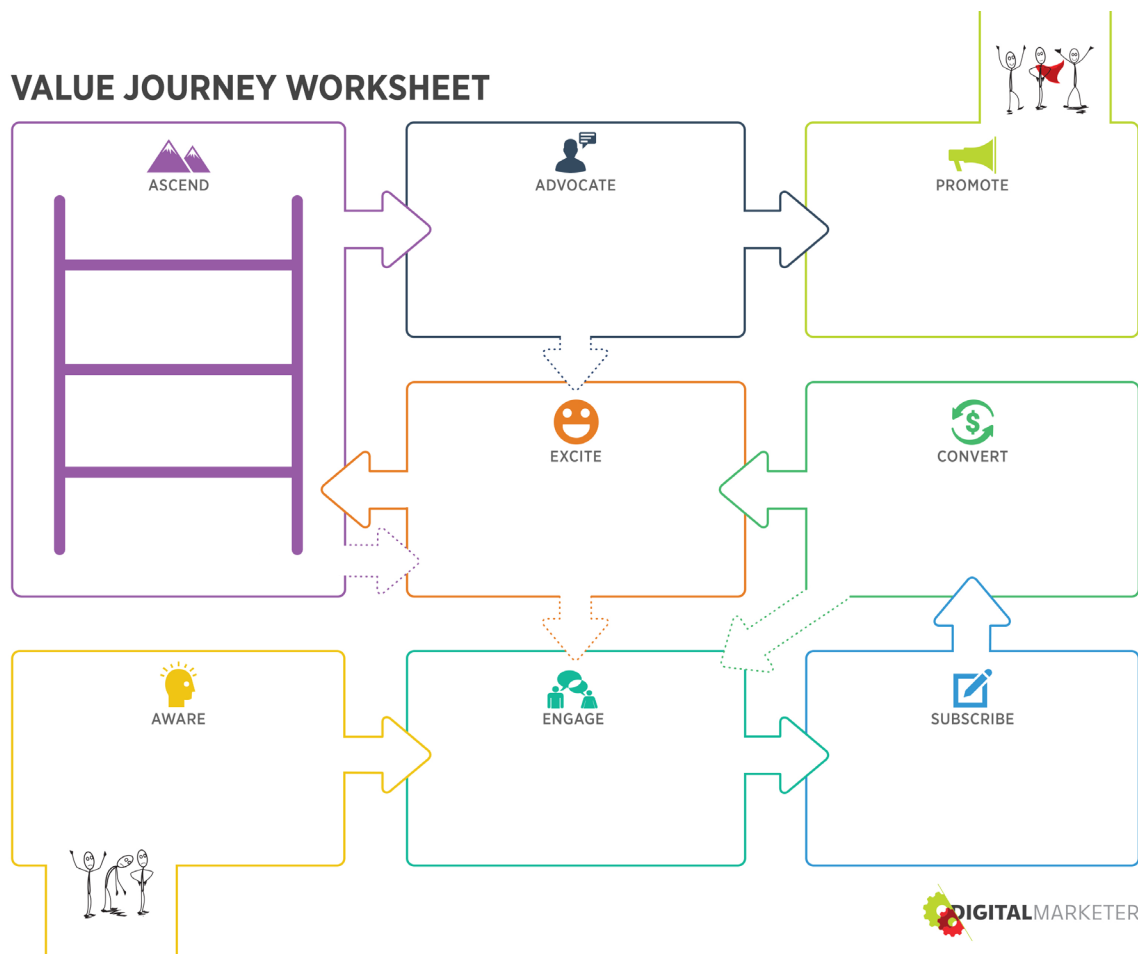 VALUE JOURNEY WORKSHEET
ASCEND
ADVOCATE
PROMOTE
EXCITE
$
CONVERT
AWARE
ENGAGE
SUBSCRIBE
DIGITALMARKETER